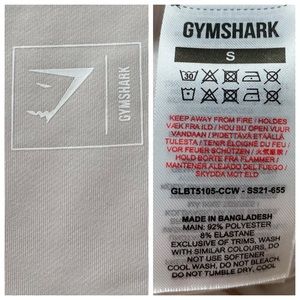 GYMSHARK
GYMSHARK
S
30
KEEP AWAY FROM FIRE / HOLDES
VÆK FRA ILD / HOU BIJ OPEN VUUR
VANDAAN / PIDETTÄVÄ ETÄÄLLÄ
TULESTA / TENIR ÉLOIGNÉ DU FEU /
VOR FEUER SCHÜTZEN /
HOLD BORTE FRA FLAMMER /
MANTENER ALEJADO DEL FUEGO /
SKYDDA MOT ELD
GLBT5105-CCW - SS21-655
MADE IN BANGLADESH
MAIN: 92% POLYESTER
8% ELASTANE
EXCLUSIVE OF TRIMS, WASH
WITH SIMILAR COLOURS, DO
NOT USE SOFTENER
COOL WASH, DO NOT BLEACH,
DO NOT TUMBLE DRY, COOL